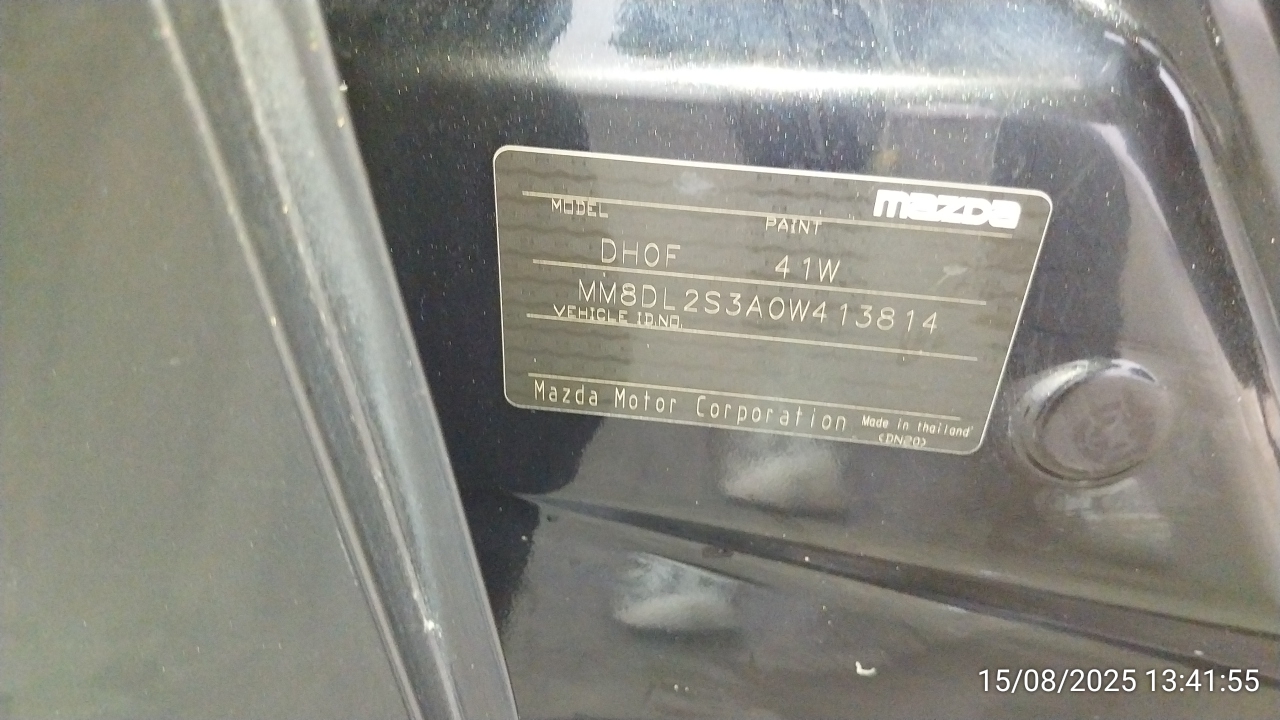 mazda
MODEL PAINT
DH0F 41W
MM8DL2S3A0W413814
VEHICLE ID.NO.
Mazda Motor Corporation Made in thailand
<DN20>
15/08/2025 13:41:55